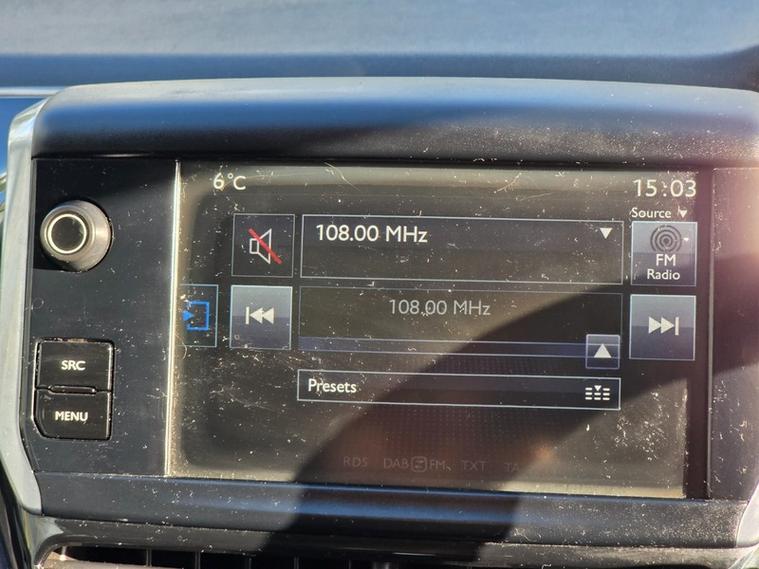 6°C
15:03
Source
108.00 MHz
FM
Radio
108.00 MHz
SRC
Presets
MENU
RDS DAB FM TXT TA